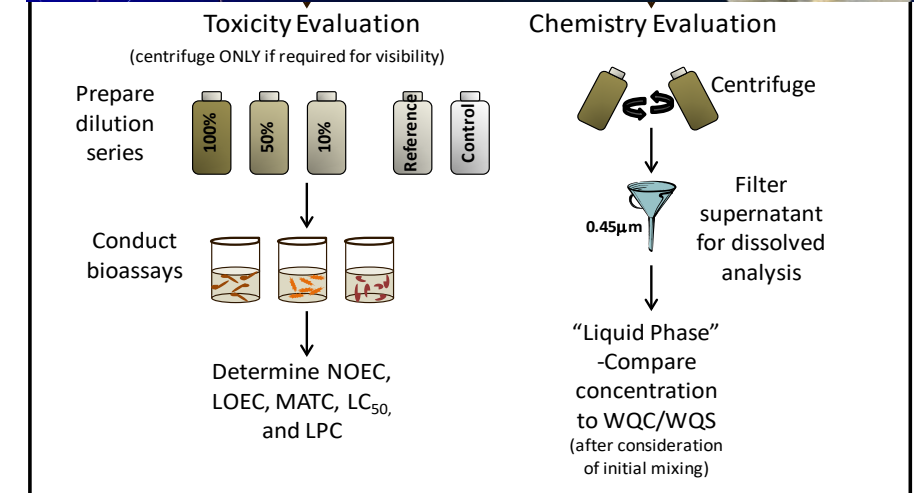 Toxicity Evaluation
(centrifuge ONLY if required for visibility)
Prepare
dilution
series
100%
50%
10%
Reference
Control
Conduct
bioassays
Determine NOEC,
LOEC, MATC, LC50,
and LPC
Chemistry Evaluation
Centrifuge
0.45µm
Filter
supernatant
for dissolved
analysis
“Liquid Phase”
-Compare
concentration
to WQC/WQS
(after consideration
of initial mixing)